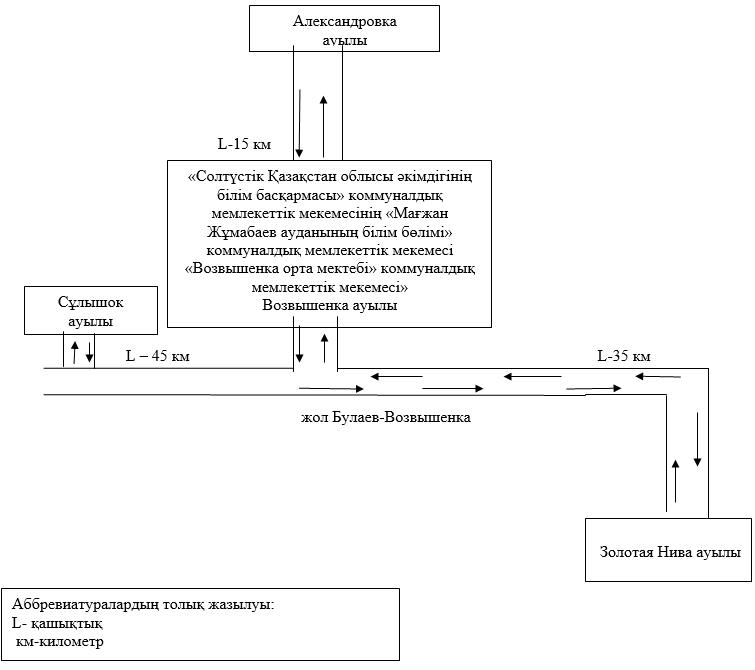 Александровка
ауылы
L-15 км
«Солтүстік Қазақстан облысы әкімдігінің
білім басқармасы» коммуналдық
мемлекеттік мекемесінің «Мағжан
Жұмабаев ауданының білім бөлімі»
коммуналдық мемлекеттік мекемесі
«Возвышенка орта мектебі» коммуналдық
мемлекеттік мекемесі»
Возвышенка ауылы
Сұлышок
ауылы
L – 45 км
L-35 км
жол Булаев-Возвышенка
Золотая Нива ауылы
Аббревиатуралардың толық жазылуы:
L- қашықтық
км-километр